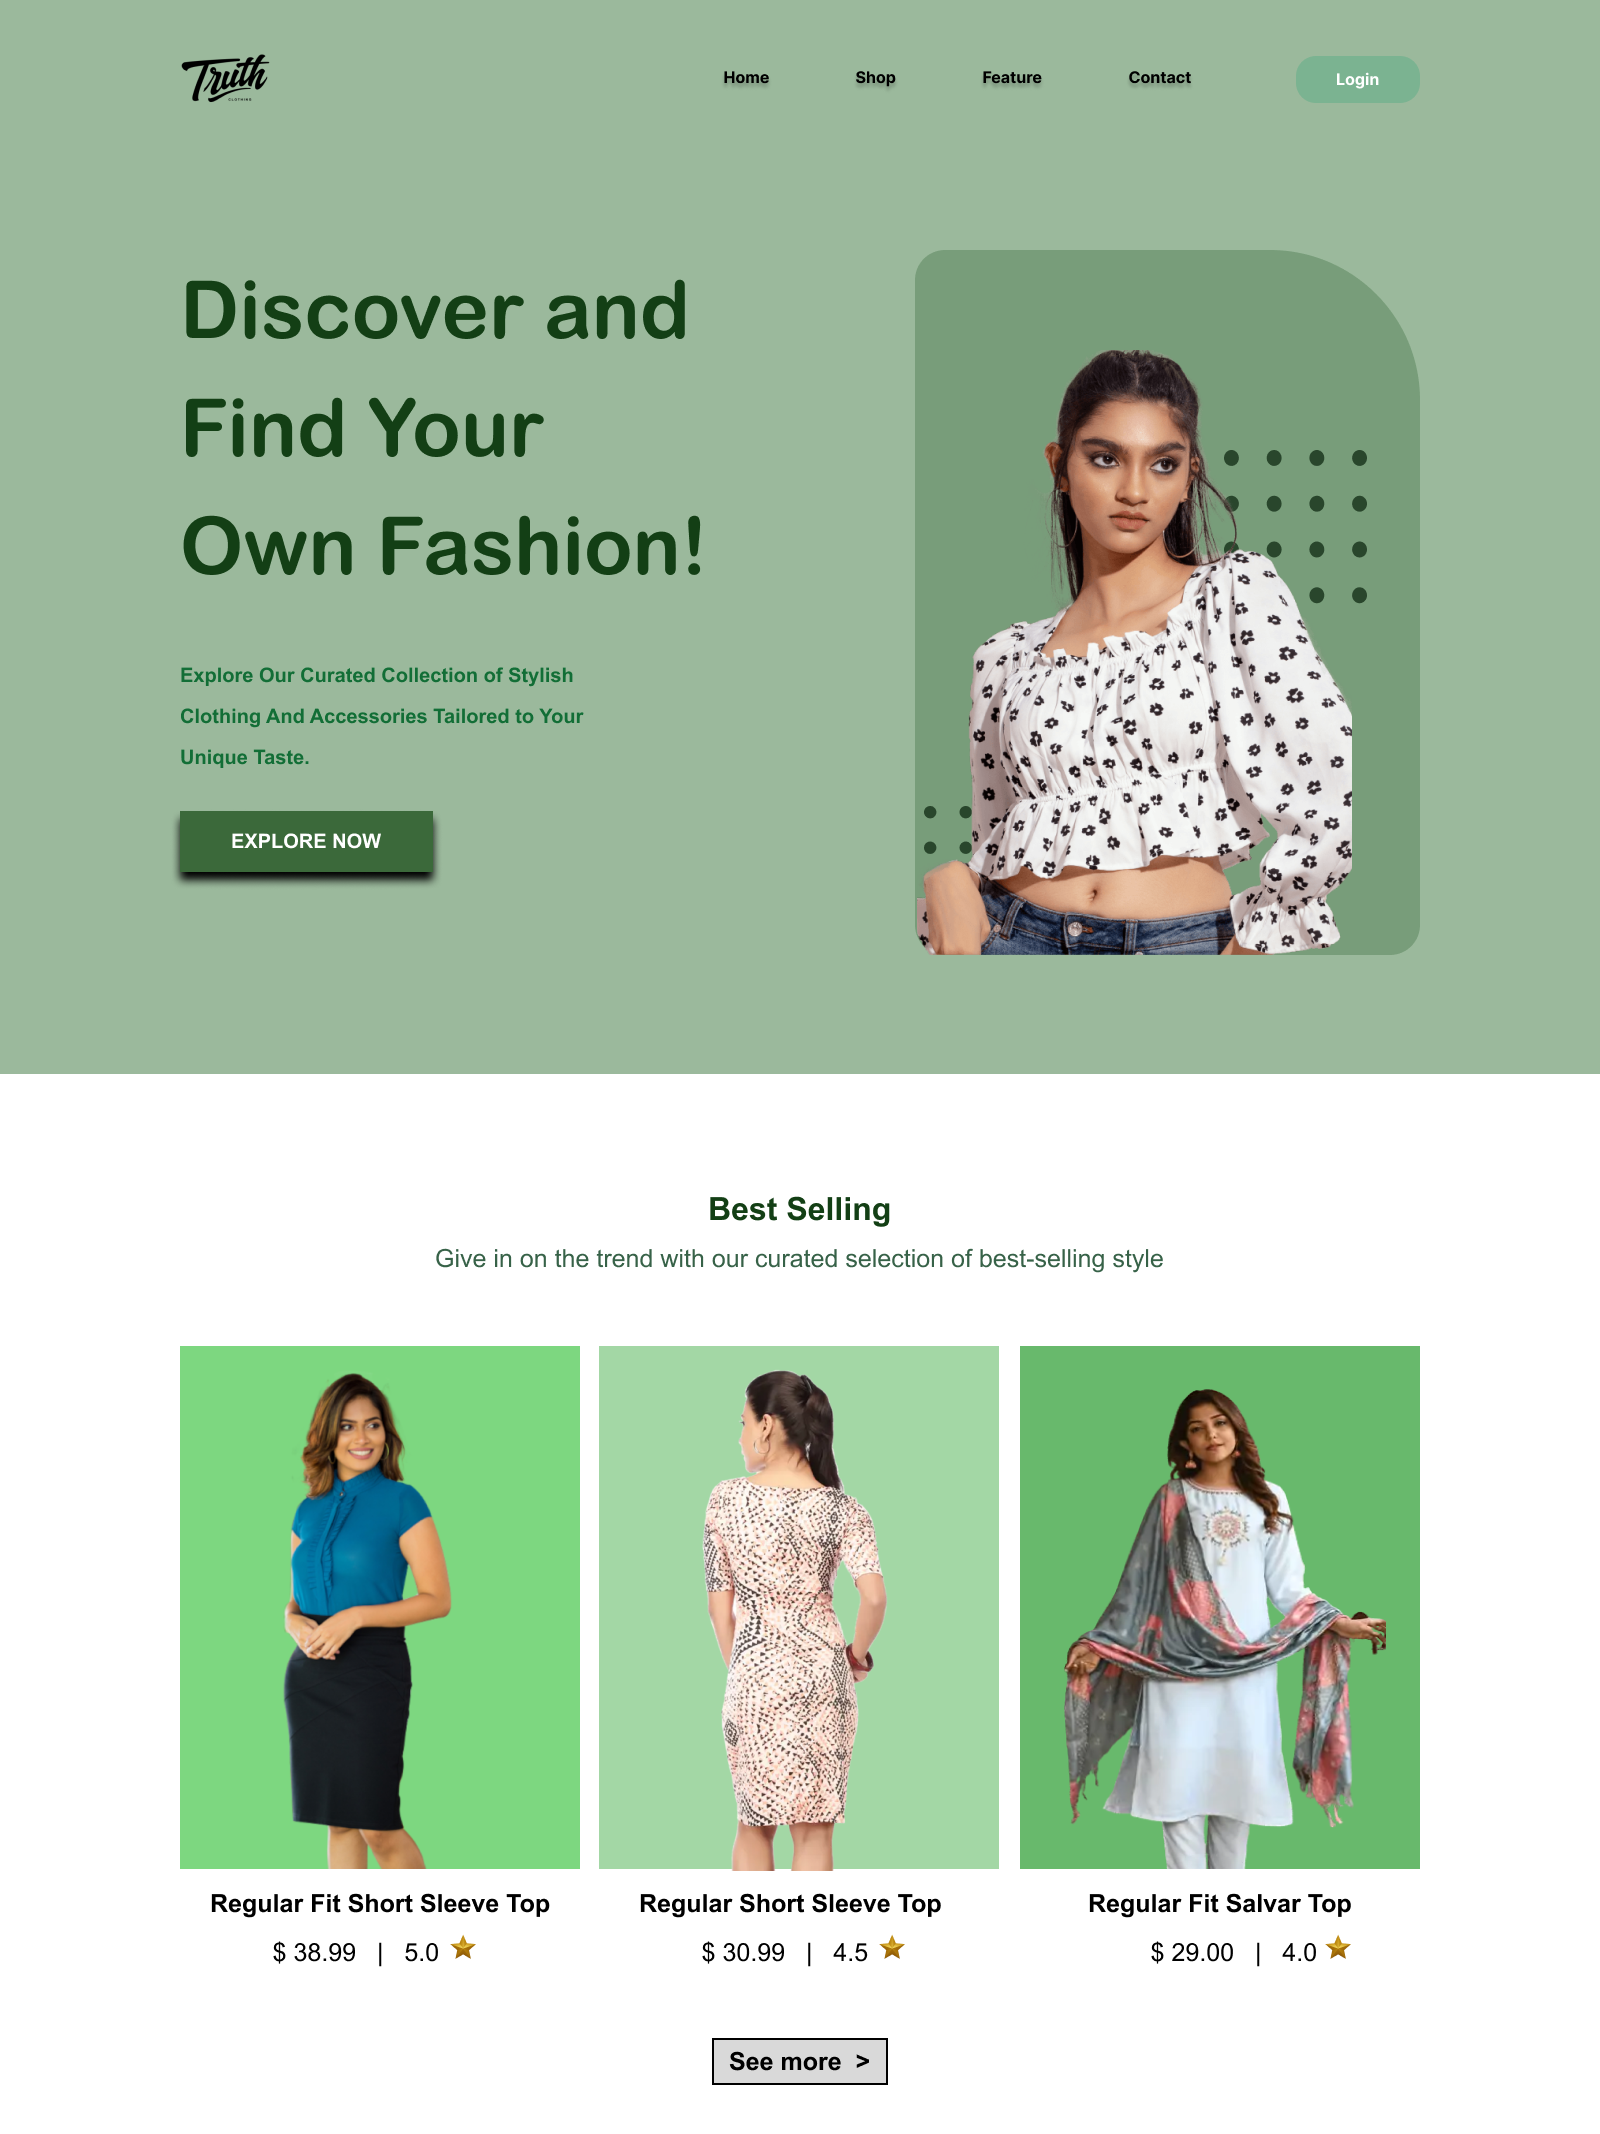 Truth
CLOTHING
Home Shop Feature Contact Login
Discover and
Find Your
Own Fashion!
Explore Our Curated Collection of Stylish
Clothing And Accessories Tailored to Your
Unique Taste.
EXPLORE NOW
Best Selling
Give in on the trend with our curated selection of best-selling style
Regular Fit Short Sleeve Top
$ 38.99 | 5.0
Regular Short Sleeve Top
$ 30.99 | 4.5
Regular Fit Salvar Top
$ 29.00 | 4.0
See more >